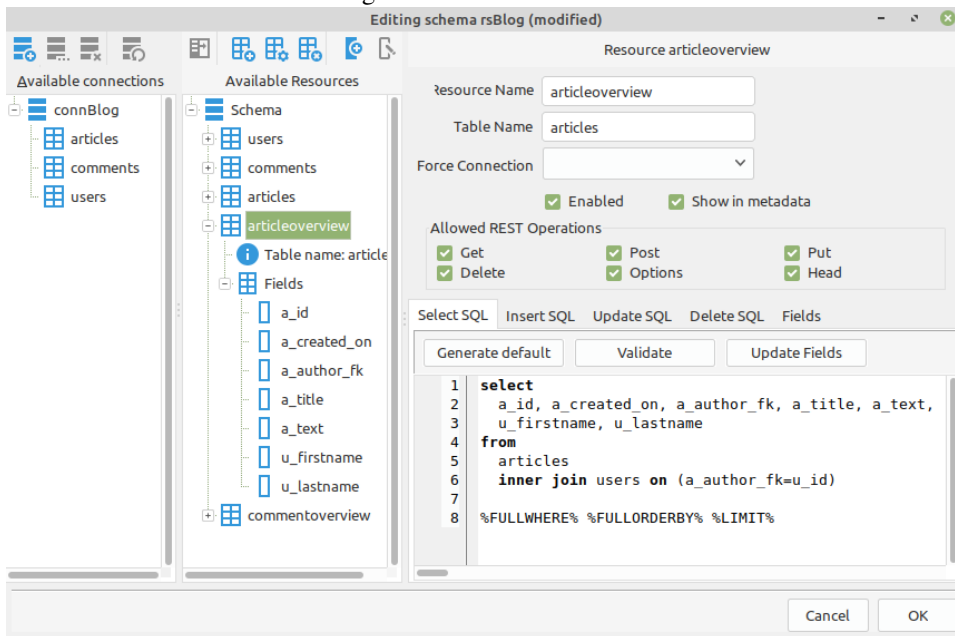 Editing schema rsBlog (modified)
Available connections
connBlog
articles
comments
users
Available Resources
Schema
users
comments
articles
articleoverview
Table name: article
Fields
a_id
a_created_on
a_author_fk
a_title
a_text
u_firstname
u_lastname
commentoverview
Resource articleoverview
Resource Name articleoverview
Table Name articles
Force Connection
Enabled Show in metadata
Allowed REST Operations
Get Post Put
Delete Options Head
Select SQL Insert SQL Update SQL Delete SQL Fields
Generate default Validate Update Fields
1 select
2 a_id, a_created_on, a_author_fk, a_title, a_text,
3 u_firstname, u_lastname
4 from
5 articles
6 inner join users on (a_author_fk=u_id)
7
8 %FULLWHERE% %FULLORDERBY% %LIMIT%
Cancel OK